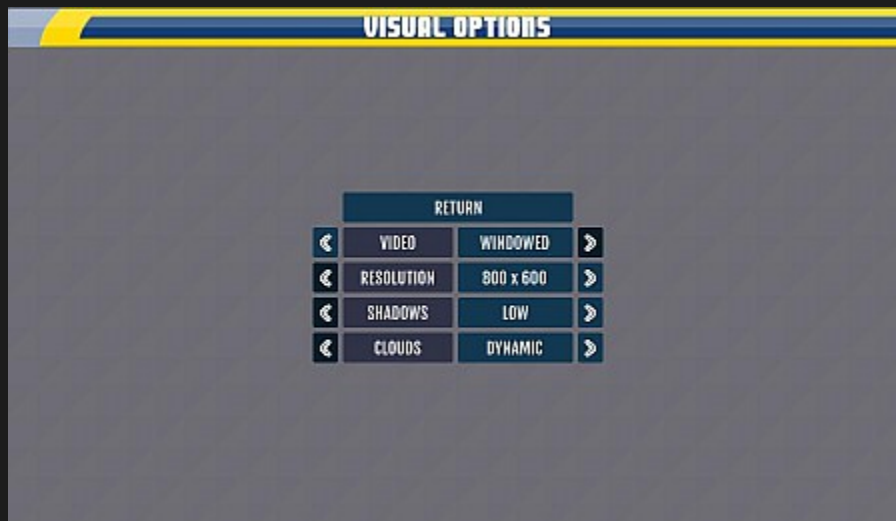 VISUAL OPTIONS
RETURN
VIDEO WINDOWED
RESOLUTION 800 x 600
SHADOWS LOW
CLOUDS DYNAMIC